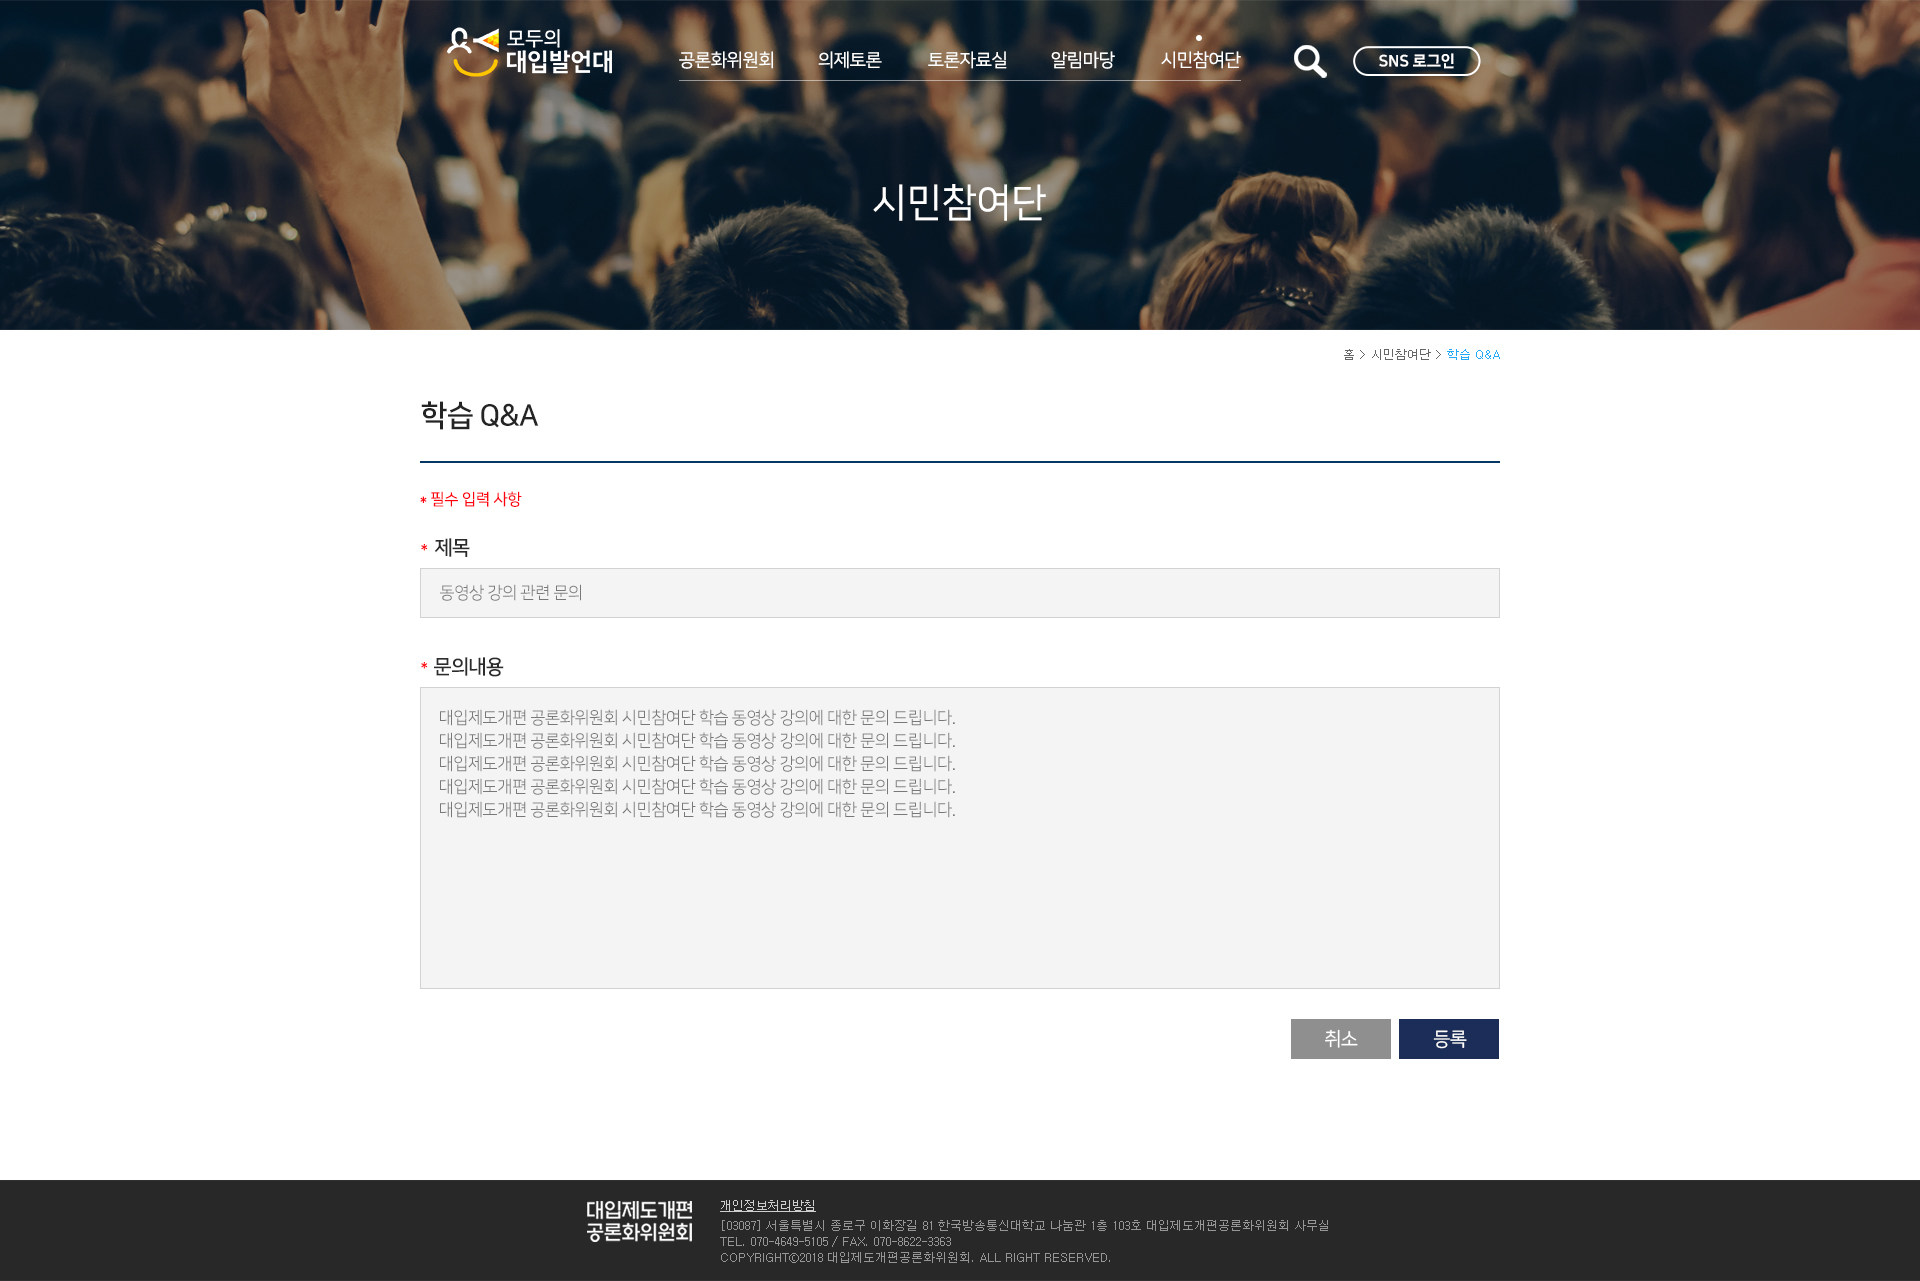 모두의
대입발언대
공론화위원회 의제토론 토론자료실 알림마당 시민참여단
SNS 로그인
시민참여단
홈 > 시민참여단 > 학습 Q&A
학습 Q&A
* 필수 입력 사항
* 제목
동영상 강의 관련 문의
* 문의내용
대입제도개편 공론화위원회 시민참여단 학습 동영상 강의에 대한 문의 드립니다.
대입제도개편 공론화위원회 시민참여단 학습 동영상 강의에 대한 문의 드립니다.
대입제도개편 공론화위원회 시민참여단 학습 동영상 강의에 대한 문의 드립니다.
대입제도개편 공론화위원회 시민참여단 학습 동영상 강의에 대한 문의 드립니다.
대입제도개편 공론화위원회 시민참여단 학습 동영상 강의에 대한 문의 드립니다.
취소 등록
대입제도개편
공론화위원회
개인정보처리방침
[03087] 서울특별시 종로구 이화장길 81 한국방송통신대학교 나눔관 1층 103호 대입제도개편공론화위원회 사무실
TEL. 070-4649-5105 / FAX. 070-8622-3363
COPYRIGHT©2018 대입제도개편공론화위원회. ALL RIGHT RESERVED.